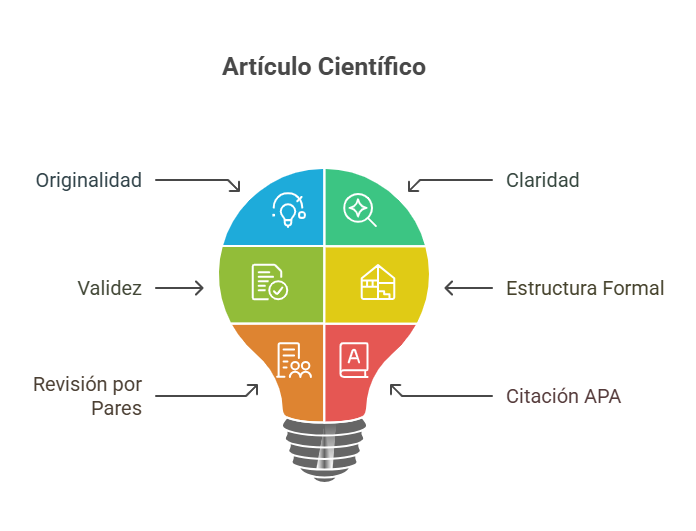 Artículo Científico
Originalidad
Claridad
Validez
Estructura Formal
Revisión por
Pares
Citación APA
A